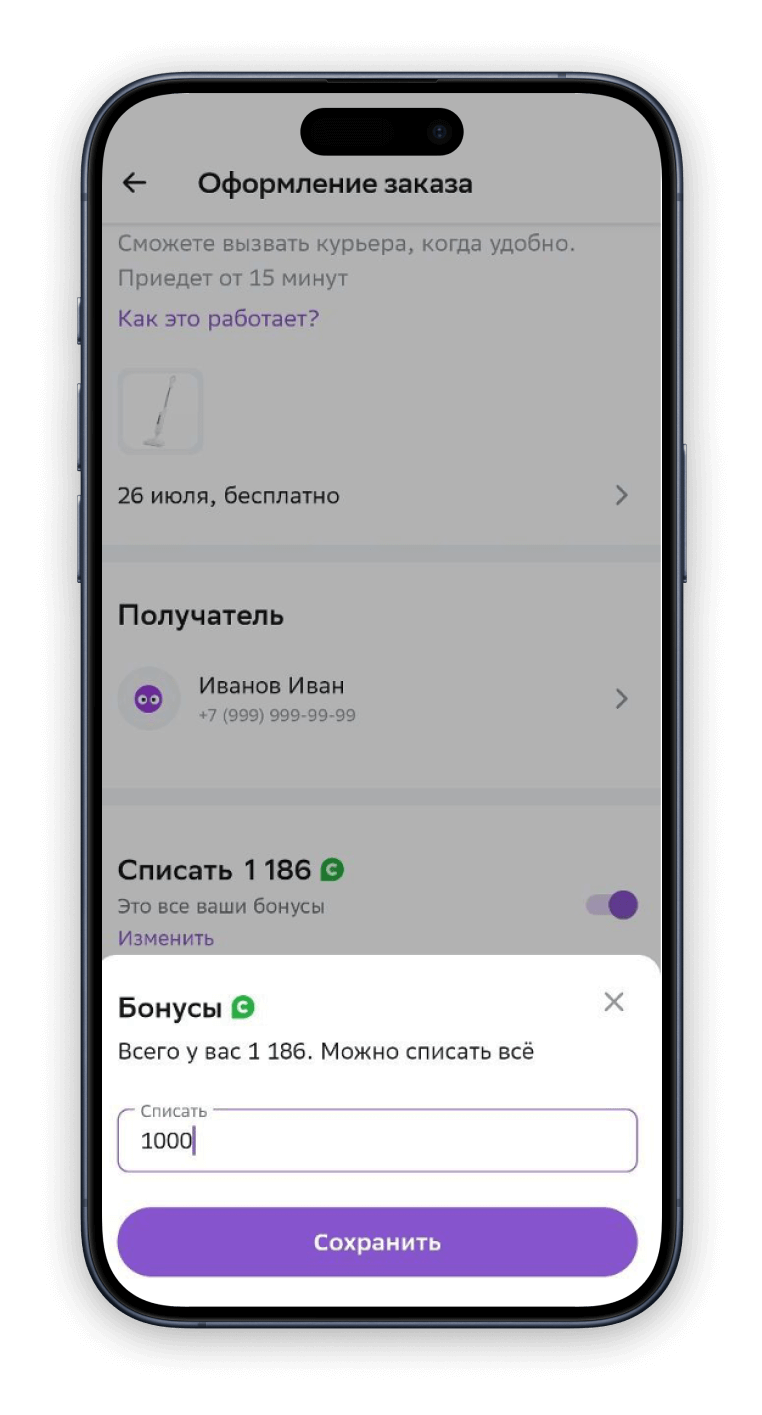 Оформление заказа
Сможете вызвать курьера, когда удобно.
Приедет от 15 минут
Как это работает?
26 июля, бесплатно
Получатель
Иванов Иван
+7 (999) 999-99-99
Списать 1 186
Это все ваши бонусы
Изменить
Бонусы
Всего у вас 1 186. Можно списать всё
Списать
1000
Сохранить